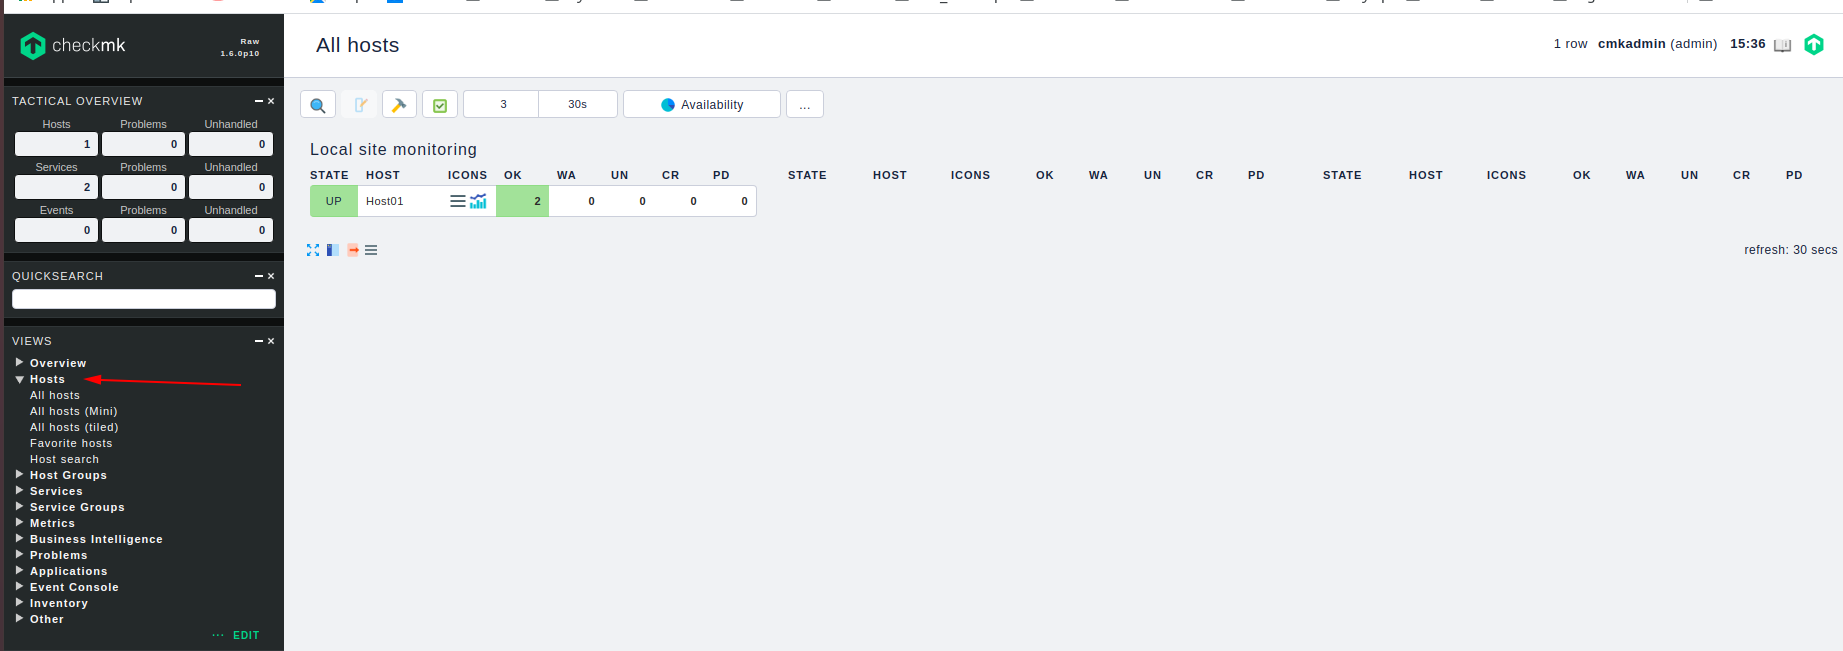 checkmk
Raw
1.6.0p10
All hosts
1 row cmkadmin (admin) 15:36
TACTICAL OVERVIEW
Hosts Problems Unhandled
1 0 0
Services Problems Unhandled
2 0 0
Events Problems Unhandled
0 0 0
QUICKSEARCH
VIEWS
Overview
Hosts
All hosts
All hosts (Mini)
All hosts (tiled)
Favorite hosts
Host search
Host Groups
Services
Service Groups
Metrics
Business Intelligence
Problems
Applications
Event Console
Inventory
Other
... EDIT
3 30s Availability ...
Local site monitoring
STATE HOST ICONS OK WA UN CR PD STATE HOST ICONS OK WA UN CR PD STATE HOST ICONS OK WA UN CR PD
UP Host01 2 0 0 0 0
refresh: 30 secs